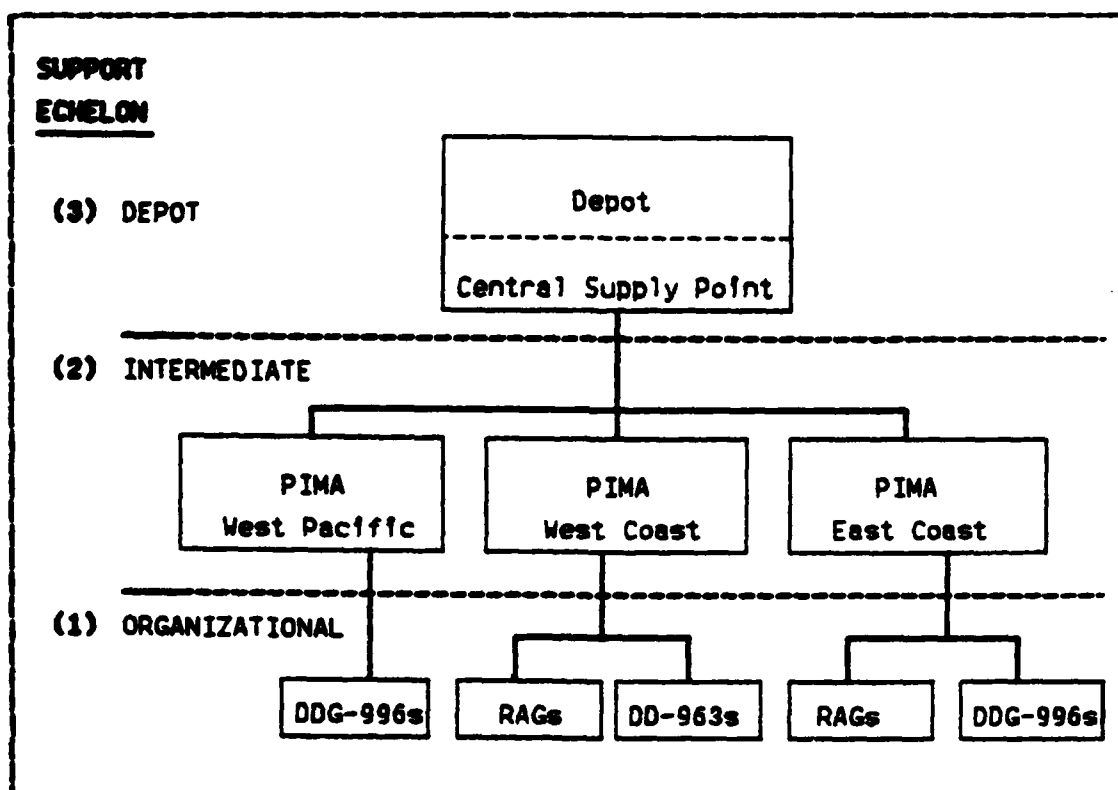 SUPPORT
ECHELON
(3) DEPOT
Depot
Central Supply Point
(2) INTERMEDIATE
PIMA
West Pacific
PIMA
West Coast
PIMA
East Coast
(1) ORGANIZATIONAL
DDG-996s
RAGs
DD-963s
RAGs
DDG-996s